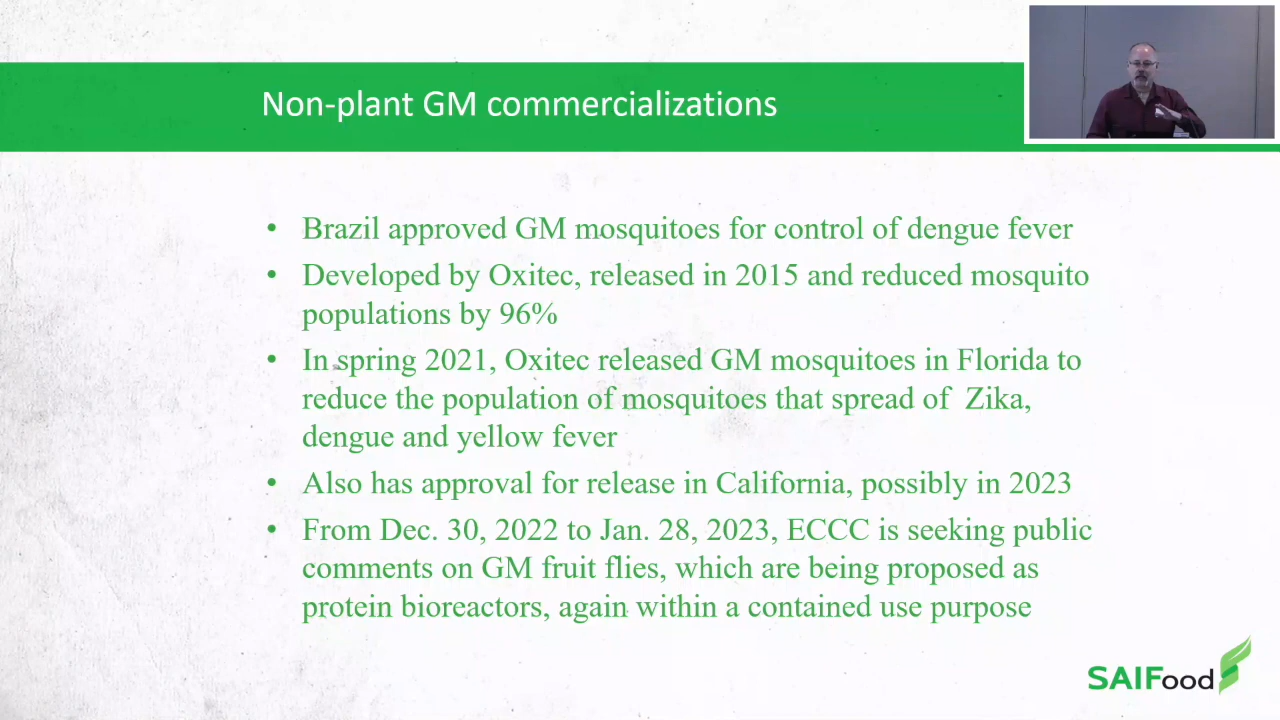 Non-plant GM commercializations
• Brazil approved GM mosquitoes for control of dengue fever
• Developed by Oxitec, released in 2015 and reduced mosquito
populations by 96%
• In spring 2021, Oxitec released GM mosquitoes in Florida to
reduce the population of mosquitoes that spread of  Zika,
dengue and yellow fever
• Also has approval for release in California, possibly in 2023
• From Dec. 30, 2022 to Jan. 28, 2023, ECCC is seeking public
comments on GM fruit flies, which are being proposed as
protein bioreactors, again within a contained use purpose
SAIFood